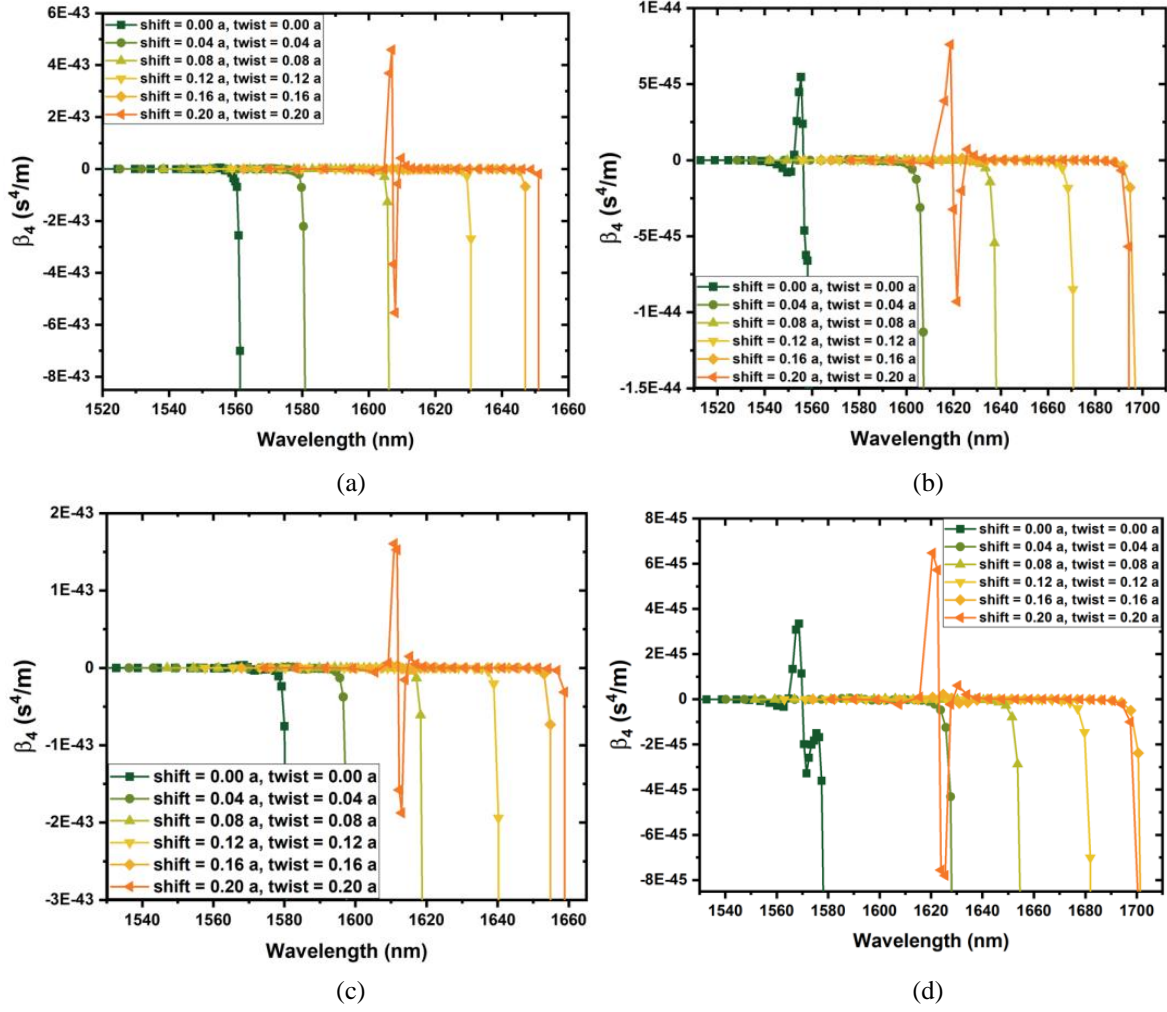 6E-43
4E-43
2E-43
0
-2E-43
-4E-43
-6E-43
-8E-43
β4 (s4/m)
shift = 0.00 a, twist = 0.00 a
shift = 0.04 a, twist = 0.04 a
shift = 0.08 a, twist = 0.08 a
shift = 0.12 a, twist = 0.12 a
shift = 0.16 a, twist = 0.16 a
shift = 0.20 a, twist = 0.20 a
1520 1540 1560 1580 1600 1620 1640 1660
Wavelength (nm)
(a)
1E-44
5E-45
0
-5E-45
-1E-44
-1.5E-44
β4 (s4/m)
shift = 0.00 a, twist = 0.00 a
shift = 0.04 a, twist = 0.04 a
shift = 0.08 a, twist = 0.08 a
shift = 0.12 a, twist = 0.12 a
shift = 0.16 a, twist = 0.16 a
shift = 0.20 a, twist = 0.20 a
1520 1540 1560 1580 1600 1620 1640 1660 1680 1700
Wavelength (nm)
(b)
2E-43
1E-43
0
-1E-43
-2E-43
-3E-43
β4 (s4/m)
shift = 0.00 a, twist = 0.00 a
shift = 0.04 a, twist = 0.04 a
shift = 0.08 a, twist = 0.08 a
shift = 0.12 a, twist = 0.12 a
shift = 0.16 a, twist = 0.16 a
shift = 0.20 a, twist = 0.20 a
1540 1560 1580 1600 1620 1640 1660
Wavelength (nm)
(c)
8E-45
6E-45
4E-45
2E-45
0
-2E-45
-4E-45
-6E-45
-8E-45
β4 (s4/m)
shift = 0.00 a, twist = 0.00 a
shift = 0.04 a, twist = 0.04 a
shift = 0.08 a, twist = 0.08 a
shift = 0.12 a, twist = 0.12 a
shift = 0.16 a, twist = 0.16 a
shift = 0.20 a, twist = 0.20 a
1540 1560 1580 1600 1620 1640 1660 1680 1700
Wavelength (nm)
(d)